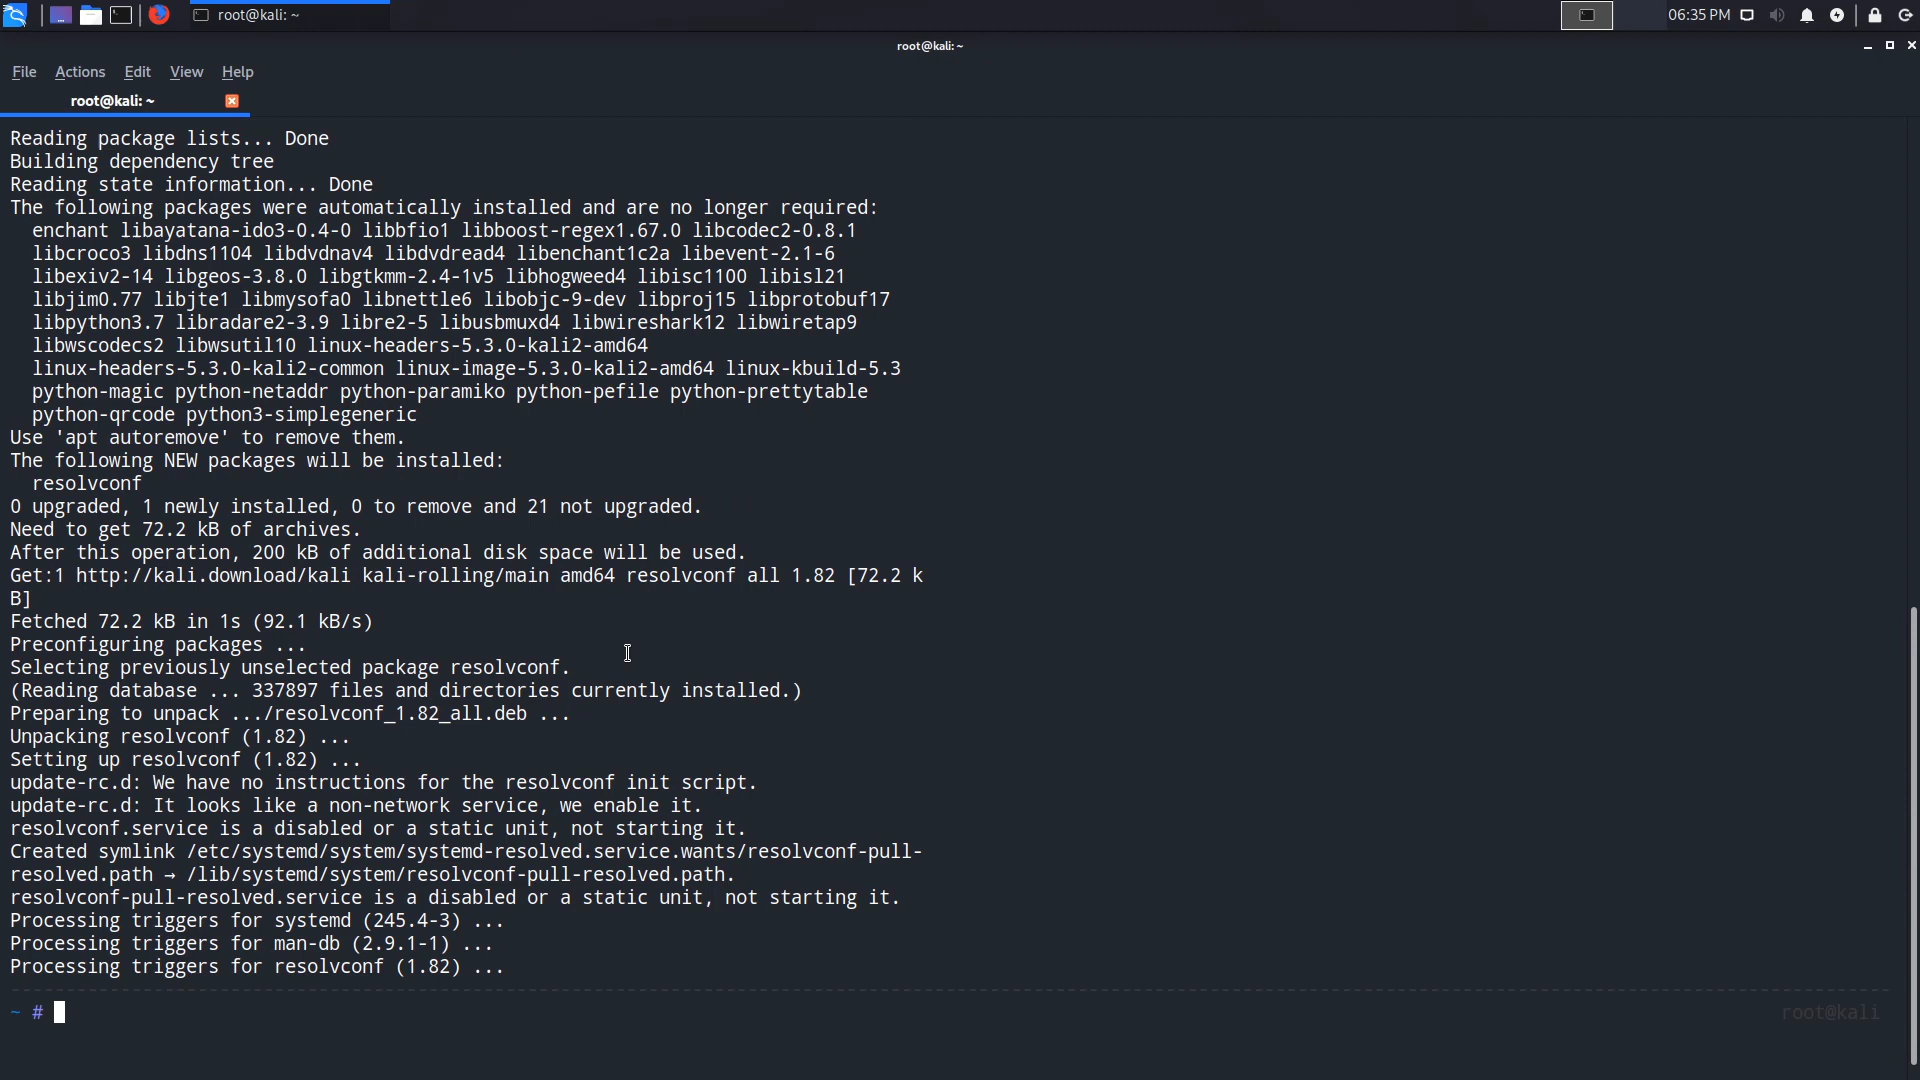 root@kali: ~
06:35 PM
root@kali: ~
File Actions Edit View Help
root@kali: ~
Reading package lists... Done
Building dependency tree
Reading state information... Done
The following packages were automatically installed and are no longer required:
  enchant libayatana-ido3-0.4-0 libbfio1 libboost-regex1.67.0 libcodec2-0.8.1
  libcroco3 libdns1104 libdvdnav4 libdvdread4 libenchant1c2a libevent-2.1-6
  libexiv2-14 libgeos-3.8.0 libgtkmm-2.4-1v5 libhogweed4 libisc1100 libisl21
  libjim0.77 libjte1 libmysofa0 libnettle6 libobjc-9-dev libproj15 libprotobuf17
  libpython3.7 libradare2-3.9 libre2-5 libusbmuxd4 libwireshark12 libwiretap9
  libwscodecs2 libwsutil10 linux-headers-5.3.0-kali2-amd64
  linux-headers-5.3.0-kali2-common linux-image-5.3.0-kali2-amd64 linux-kbuild-5.3
  python-magic python-netaddr python-paramiko python-pefile python-prettytable
  python-qrcode python3-simplegeneric
Use 'apt autoremove' to remove them.
The following NEW packages will be installed:
  resolvconf
0 upgraded, 1 newly installed, 0 to remove and 21 not upgraded.
Need to get 72.2 kB of archives.
After this operation, 200 kB of additional disk space will be used.
Get:1 http://kali.download/kali kali-rolling/main amd64 resolvconf all 1.82 [72.2 k
B]
Fetched 72.2 kB in 1s (92.1 kB/s)
Preconfiguring packages ...
Selecting previously unselected package resolvconf.
(Reading database ... 337897 files and directories currently installed.)
Preparing to unpack .../resolvconf_1.82_all.deb ...
Unpacking resolvconf (1.82) ...
Setting up resolvconf (1.82) ...
update-rc.d: We have no instructions for the resolvconf init script.
update-rc.d: It looks like a non-network service, we enable it.
resolvconf.service is a disabled or a static unit, not starting it.
Created symlink /etc/systemd/system/systemd-resolved.service.wants/resolvconf-pull-
resolved.path → /lib/systemd/system/resolvconf-pull-resolved.path.
resolvconf-pull-resolved.service is a disabled or a static unit, not starting it.
Processing triggers for systemd (245.4-3) ...
Processing triggers for man-db (2.9.1-1) ...
Processing triggers for resolvconf (1.82) ...
~ # root@kali